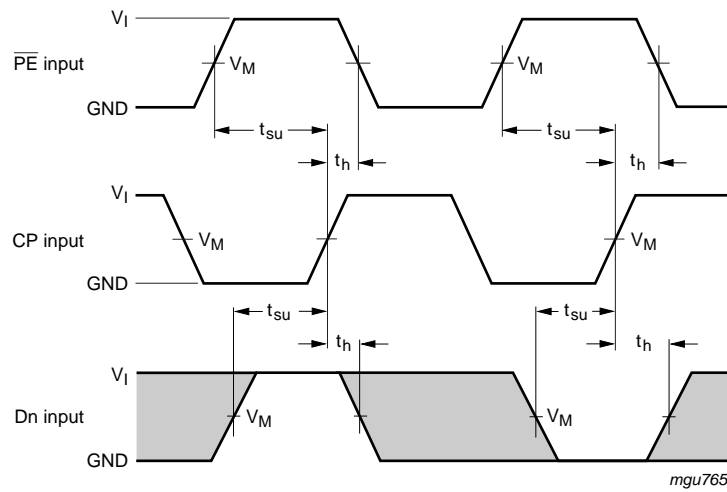 V_I
P̅E̅ input
V_M
V_M
GND
t_su
t_su
t_h
t_h
V_I
CP input
V_M
V_M
V_M
GND
t_su
t_su
t_h
t_h
V_I
Dn input
V_M
V_M
GND
mgu765